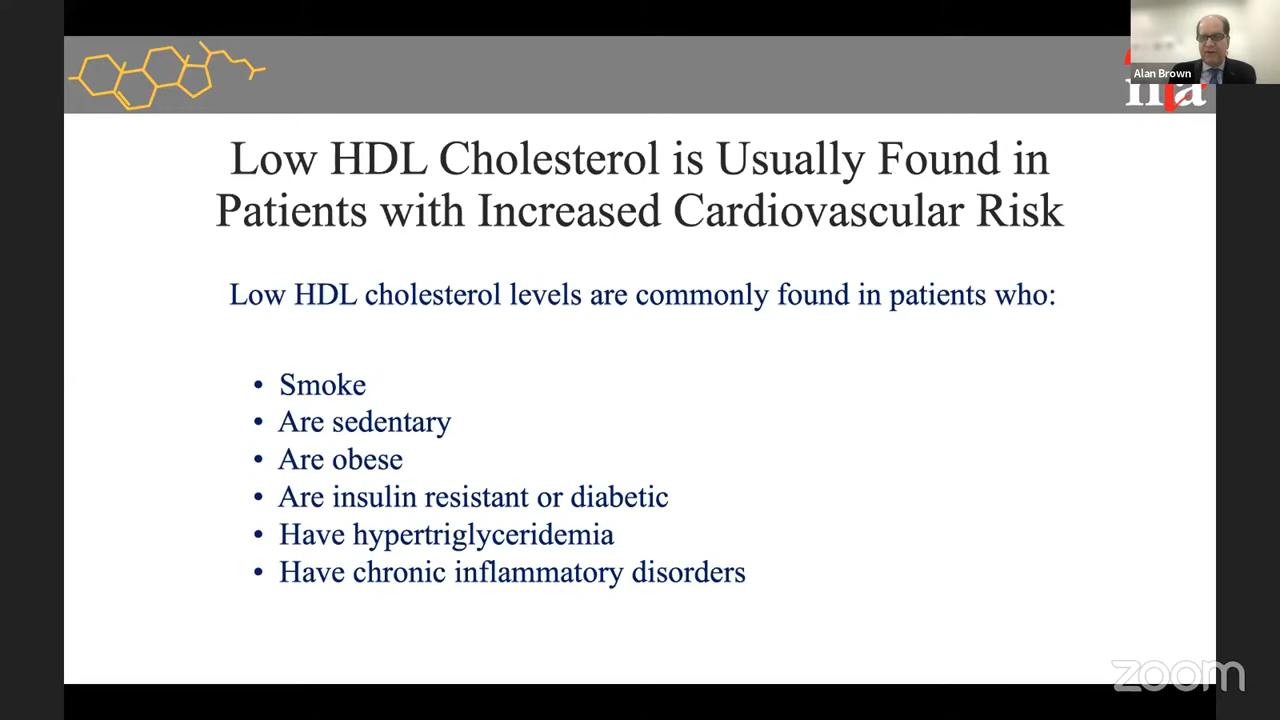 Alan Brown
Low HDL Cholesterol is Usually Found in
Patients with Increased Cardiovascular Risk
Low HDL cholesterol levels are commonly found in patients who:
• Smoke
• Are sedentary
• Are obese
• Are insulin resistant or diabetic
• Have hypertriglyceridemia
• Have chronic inflammatory disorders
zoom